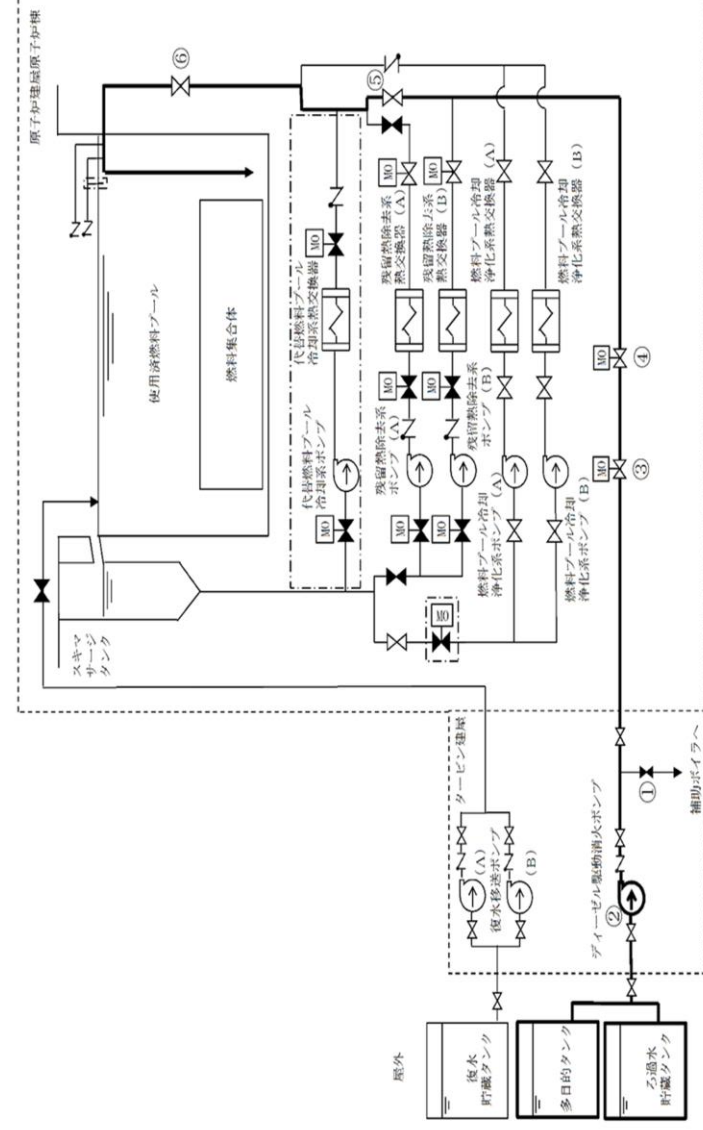 原子炉建屋原子炉棟
⑥
使用済燃料プール
燃料集合体
スキマ
サージ
タンク
代替燃料プール
冷却系熱交換器
MO
代替燃料プール
冷却系ポンプ
MO
⑤
残留熱除去系
熱交換器(A)
MO
MO
残留熱除去系
ポンプ(A)
MO
残留熱除去系
熱交換器(B)
MO
MO
残留熱除去系
ポンプ(B)
MO
燃料プール冷却
浄化系熱交換器(A)
燃料プール冷却
浄化系ポンプ(A)
燃料プール冷却
浄化系熱交換器(B)
燃料プール冷却
浄化系ポンプ(B)
MO
MO
④
MO
③
タービン建屋
(A)
復水移送ポンプ
(B)
ディーゼル駆動消火ポンプ
②
①
補助ボイラへ
屋外
復水
貯蔵タンク
多目的タンク
ろ過水
貯蔵タンク